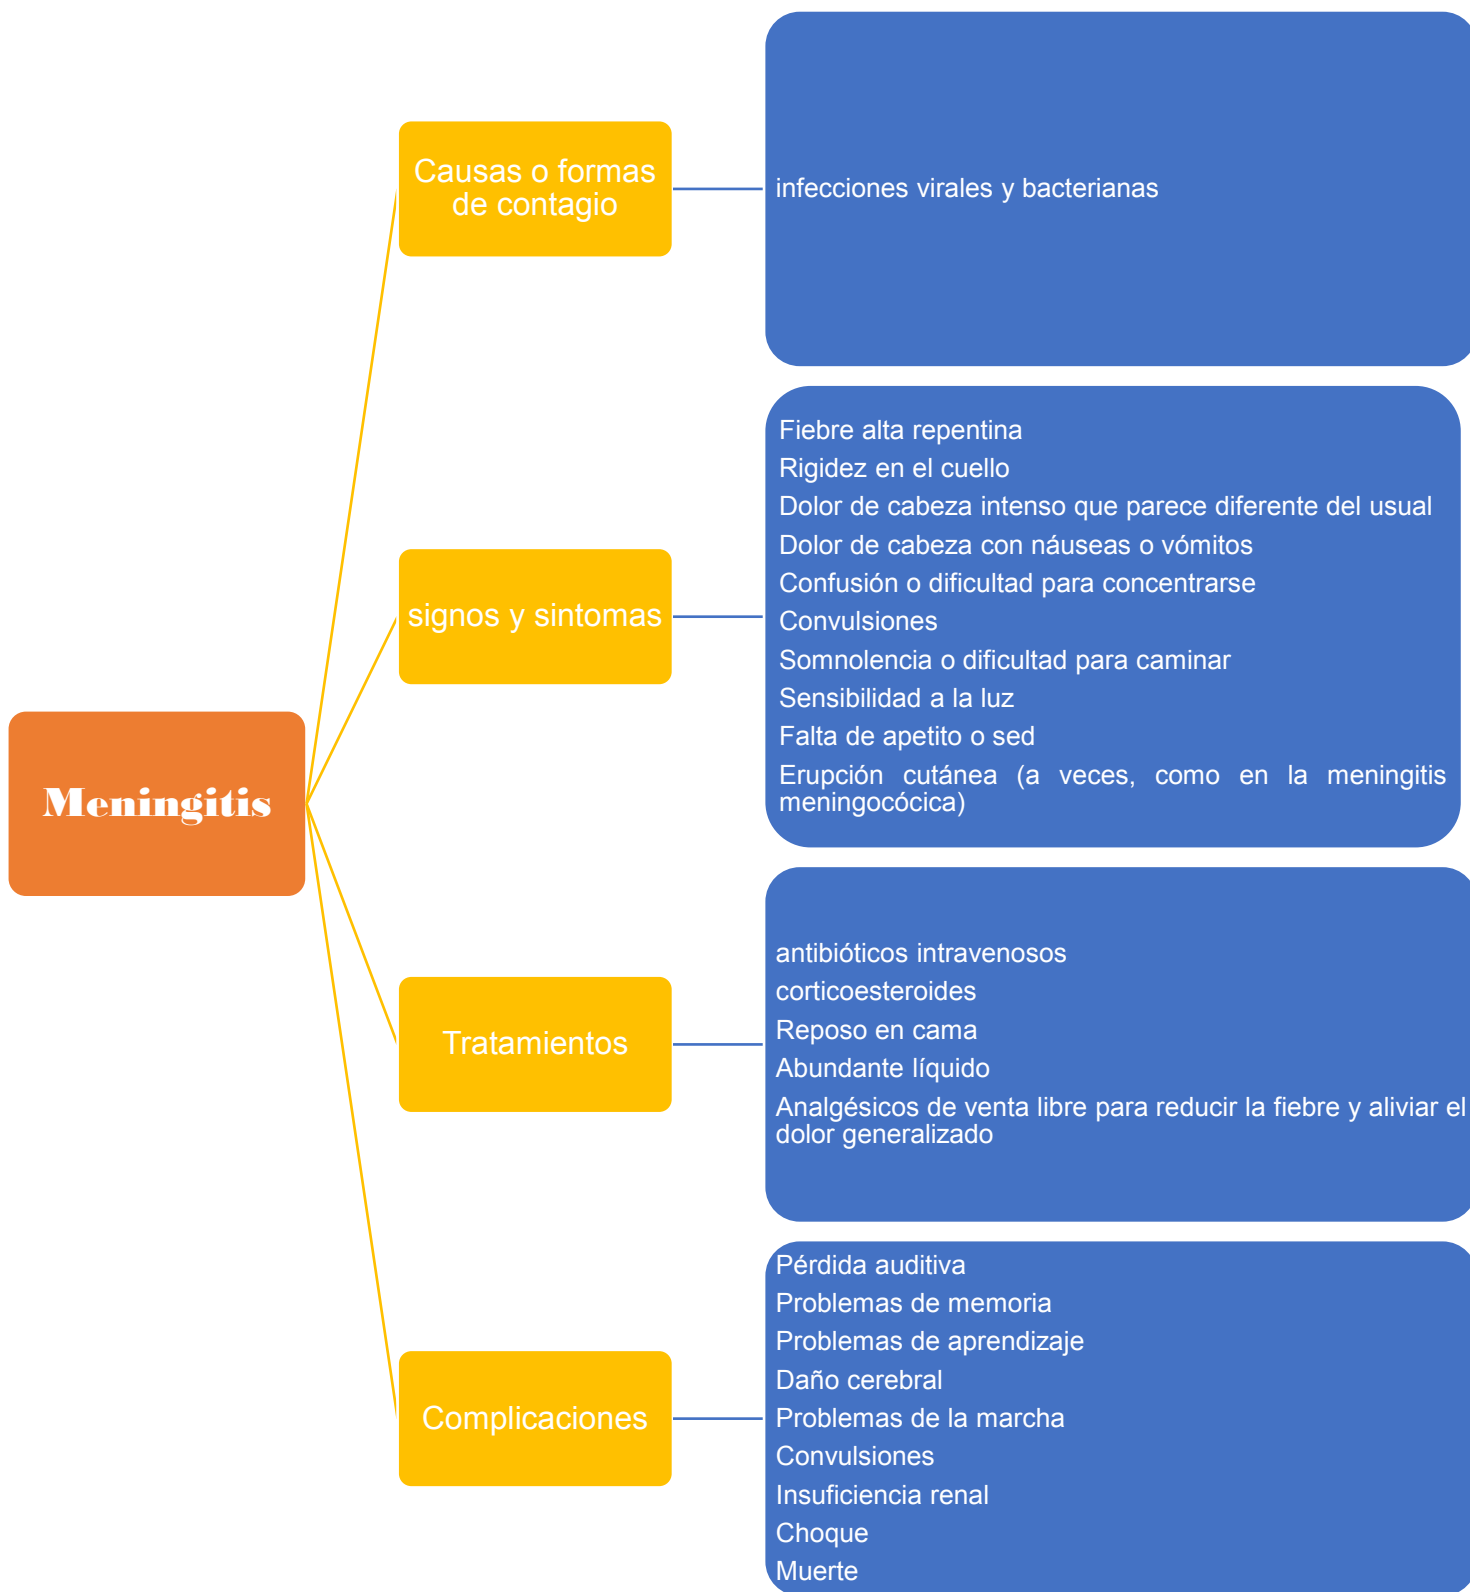 Causas o formas
de contagio
infecciones virales y bacterianas
signos y sintomas
Fiebre alta repentina
Rigidez en el cuello
Dolor de cabeza intenso que parece diferente del usual
Dolor de cabeza con náuseas o vómitos
Confusión o dificultad para concentrarse
Convulsiones
Somnolencia o dificultad para caminar
Sensibilidad a la luz
Falta de apetito o sed
Erupción cutánea (a veces, como en la meningitis
meningocócica)
Meningitis
Tratamientos
antibióticos intravenosos
corticoesteroides
Reposo en cama
Abundante líquido
Analgésicos de venta libre para reducir la fiebre y aliviar el
dolor generalizado
Complicaciones
Pérdida auditiva
Problemas de memoria
Problemas de aprendizaje
Daño cerebral
Problemas de la marcha
Convulsiones
Insuficiencia renal
Choque
Muerte